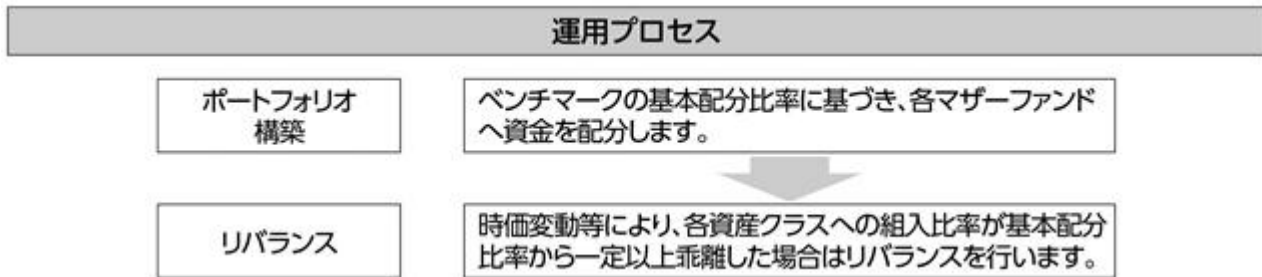 運用プロセス
ポートフォリオ
構築
ベンチマークの基本配分比率に基づき、各マザーファンド
へ資金を配分します。
リバランス
時価変動等により、各資産クラスへの組入比率が基本配分
比率から一定以上乖離した場合はリバランスを行います。